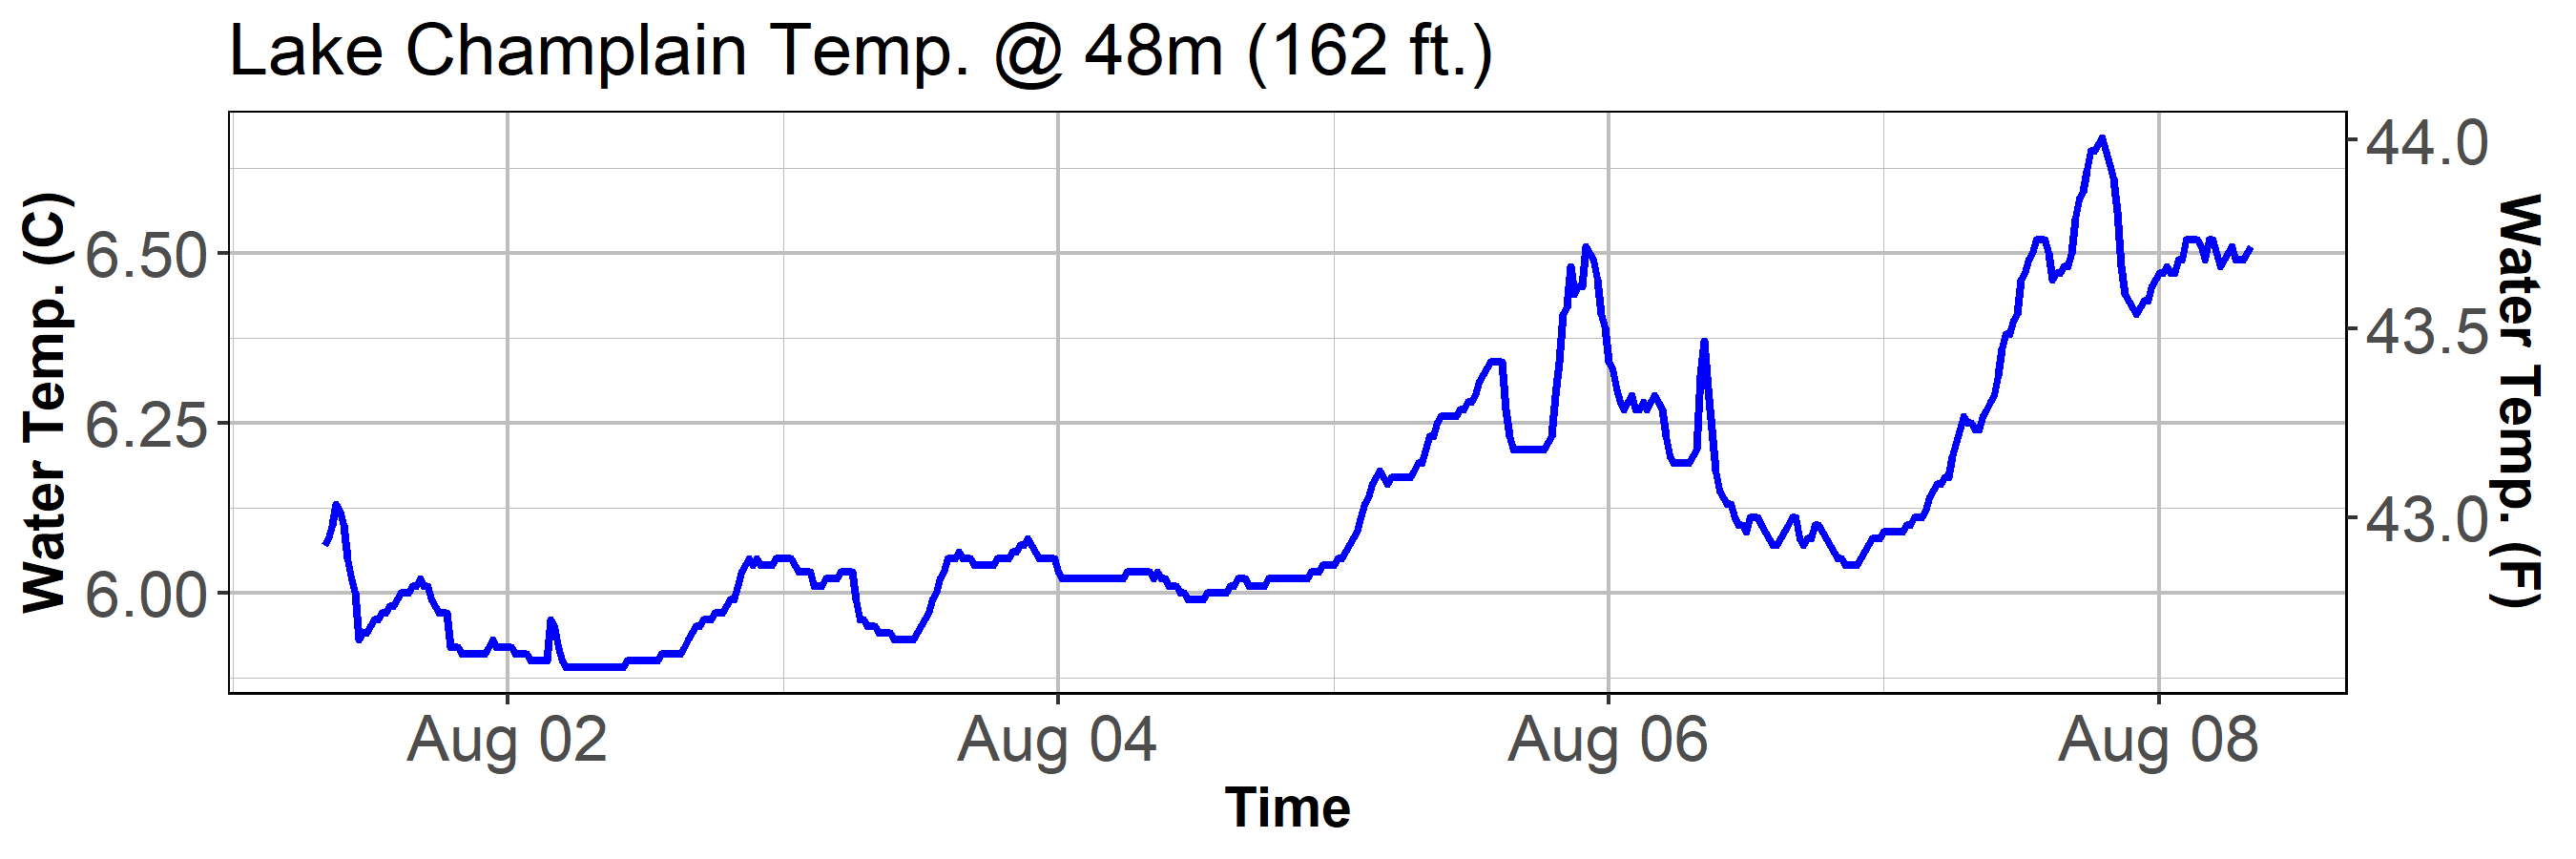 Lake Champlain Temp. @ 48m (162 ft.)
Water Temp. (C)
6.50
6.25
6.00
44.0
43.5
43.0
Water Temp. (F)
Aug 02
Aug 04
Aug 06
Aug 08
Time